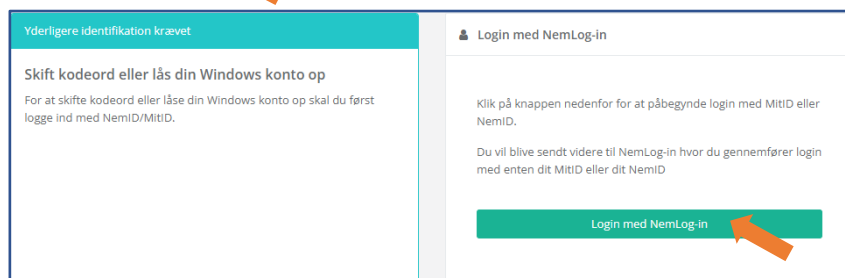 Yderligere identifikation krævet
Skift kodeord eller lås din Windows konto op
For at skifte kodeord eller låse din Windows konto op skal du først
logge ind med NemID/MitID.
Login med NemLog-in
Klik på knappen nedenfor for at påbegynde login med MitID eller
NemID.
Du vil blive sendt videre til NemLog-in hvor du gennemfører login
med enten dit MitID eller dit NemID
Login med NemLog-in